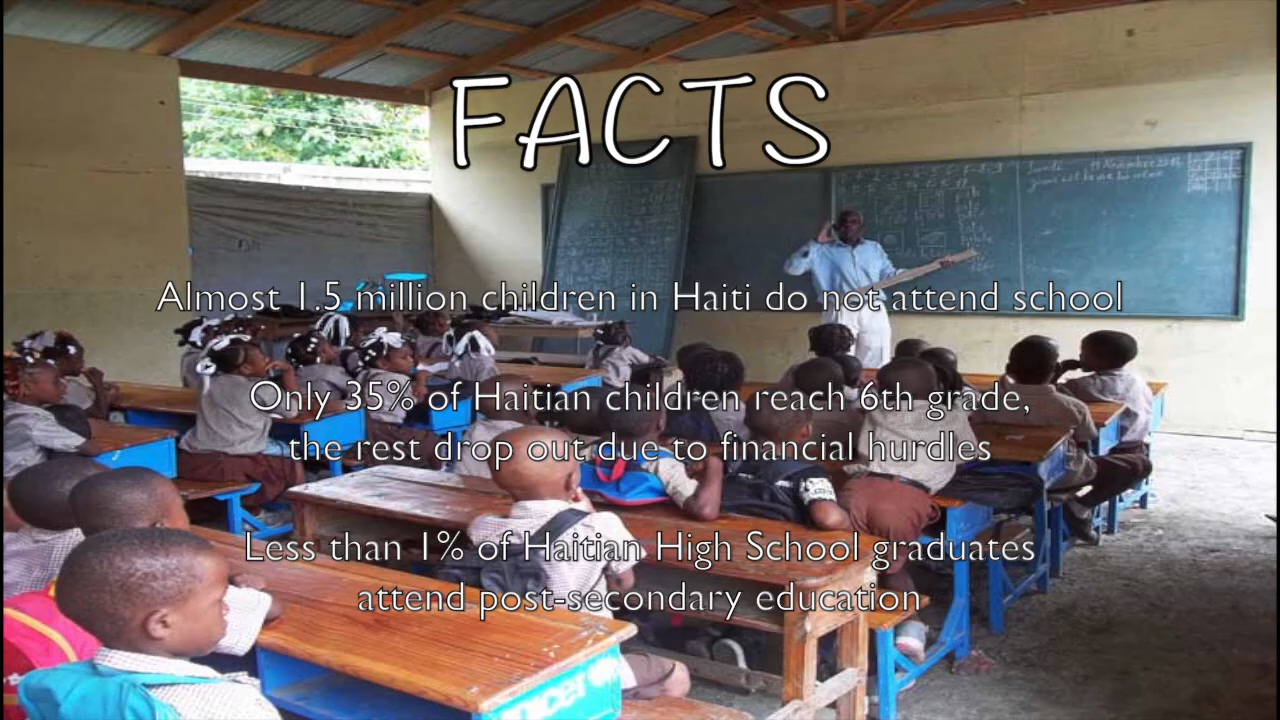 FACTS
Almost 1.5 million children in Haiti do not attend school
Only 35% of Haitian children reach 6th grade,
the rest drop out due to financial hurdles
Less than 1% of Haitian High School graduates
attend post-secondary education
unicef